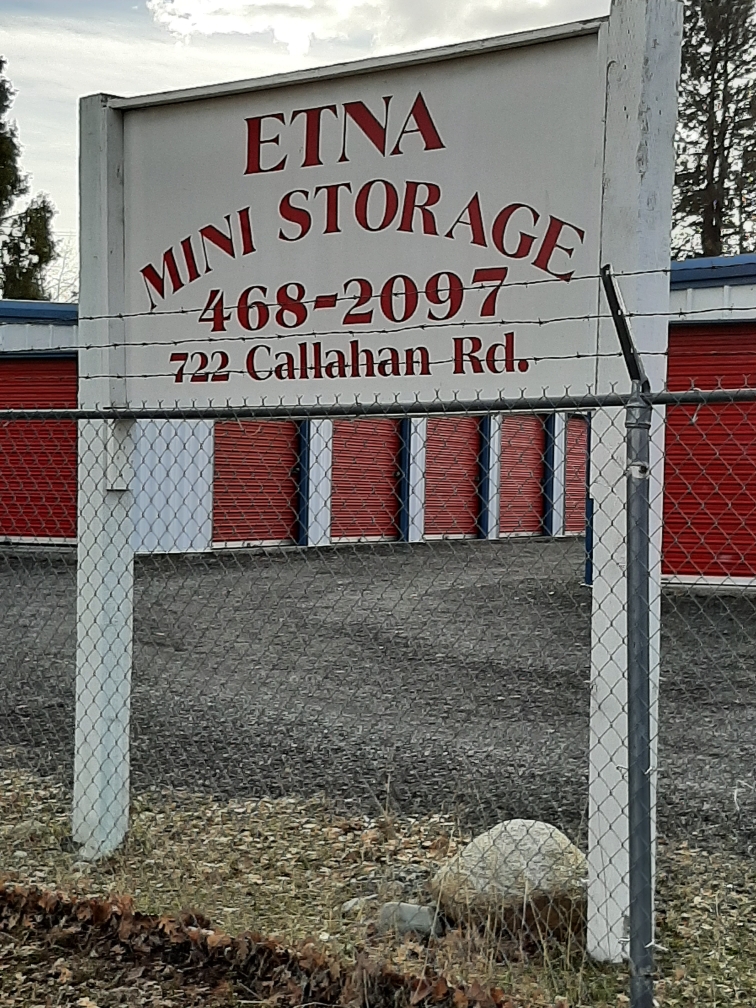 ETNA
MINI STORAGE
468-2097
722 Callahan Rd.